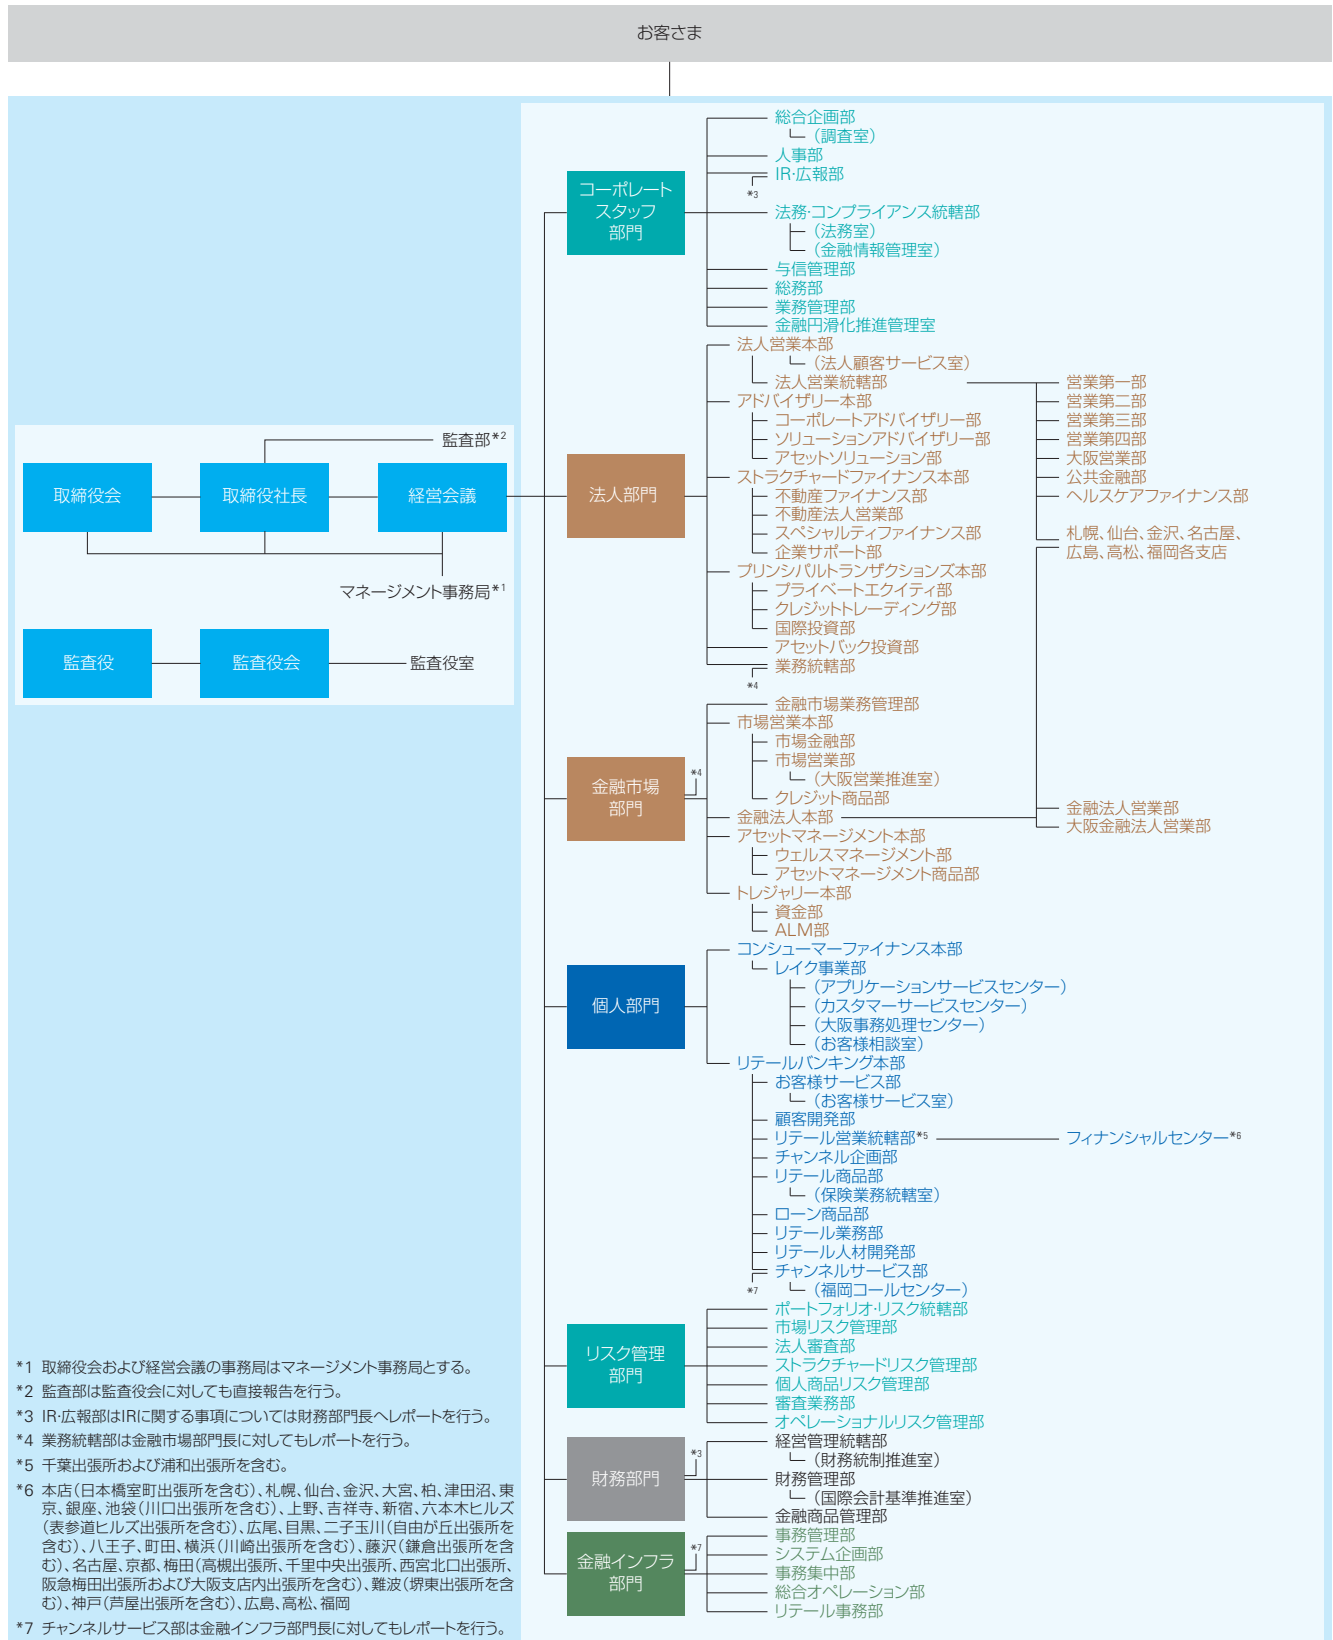 お客さま
監査部*2
取締役会
取締役社長
経営会議
マネージメント事務局*1
監査役
監査役会
監査役室
コーポレート
スタッフ
部門
総合企画部
（調査室）
人事部
IR・広報部
*3
法務・コンプライアンス統轄部
（法務室）
（金融情報管理室）
与信管理部
総務部
業務管理部
金融円滑化推進管理室
法人部門
法人営業本部
（法人顧客サービス室）
法人営業統轄部
アドバイザリー本部
コーポレートアドバイザリー部
ソリューションアドバイザリー部
アセットソリューション部
ストラクチャードファイナンス本部
不動産ファイナンス部
不動産法人営業部
スペシャルティファイナンス部
企業サポート部
プリンシパルトランザクションズ本部
プライベートエクイティ部
クレジットトレーディング部
国際投資部
アセットバック投資部
業務統轄部
*4
営業第一部
営業第二部
営業第三部
営業第四部
大阪営業部
公共金融部
ヘルスケアファイナンス部
札幌、仙台、金沢、名古屋、
広島、高松、福岡各支店
金融市場
部門
*4
金融市場業務管理部
市場営業本部
市場金融部
市場営業部
（大阪営業推進室）
クレジット商品部
金融法人本部
アセットマネージメント本部
ウェルスマネージメント部
アセットマネージメント商品部
トレジャリー本部
資金部
ALM部
金融法人営業部
大阪金融法人営業部
個人部門
コンシューマーファイナンス本部
レイク事業部
（アプリケーションサービスセンター）
（カスタマーサービスセンター）
（大阪事務処理センター）
（お客様相談室）
リテールバンキング本部
お客様サービス部
（お客様サービス室）
顧客開発部
リテール営業統轄部*5
フィナンシャルセンター*6
チャンネル企画部
リテール商品部
（保険業務統轄室）
ローン商品部
リテール業務部
リテール人材開発部
チャンネルサービス部
*7
（福岡コールセンター）
リスク管理
部門
ポートフォリオ・リスク統轄部
市場リスク管理部
法人審査部
ストラクチャードリスク管理部
個人商品リスク管理部
審査業務部
オペレーショナルリスク管理部
財務部門
*3
経営管理統轄部
（財務統制推進室）
財務管理部
（国際会計基準推進室）
金融商品管理部
金融インフラ
部門
*7
事務管理部
システム企画部
事務集中部
総合オペレーション部
リテール事務部
*1 取締役会および経営会議の事務局はマネージメント事務局とする。
*2 監査部は監査役会に対しても直接報告を行う。
*3 IR・広報部はIRに関する事項については財務部門長へレポートを行う。
*4 業務統轄部は金融市場部門長に対してもレポートを行う。
*5 千葉出張所および浦和出張所を含む。
*6 本店（日本橋室町出張所を含む）、札幌、仙台、金沢、大宮、柏、津田沼、東
京、銀座、池袋（川口出張所を含む）、上野、吉祥寺、新宿、六本木ヒルズ
（表参道ヒルズ出張所を含む）、広尾、目黒、二子玉川（自由が丘出張所を
含む）、八王子、町田、横浜（川崎出張所を含む）、藤沢（鎌倉出張所を含
む）、名古屋、京都、梅田（高槻出張所、千里中央出張所、西宮北口出張所、
阪急梅田出張所および大阪支店内出張所を含む）、難波（堺東出張所を含
む）、神戸（芦屋出張所を含む）、広島、高松、福岡
*7 チャンネルサービス部は金融インフラ部門長に対してもレポートを行う。